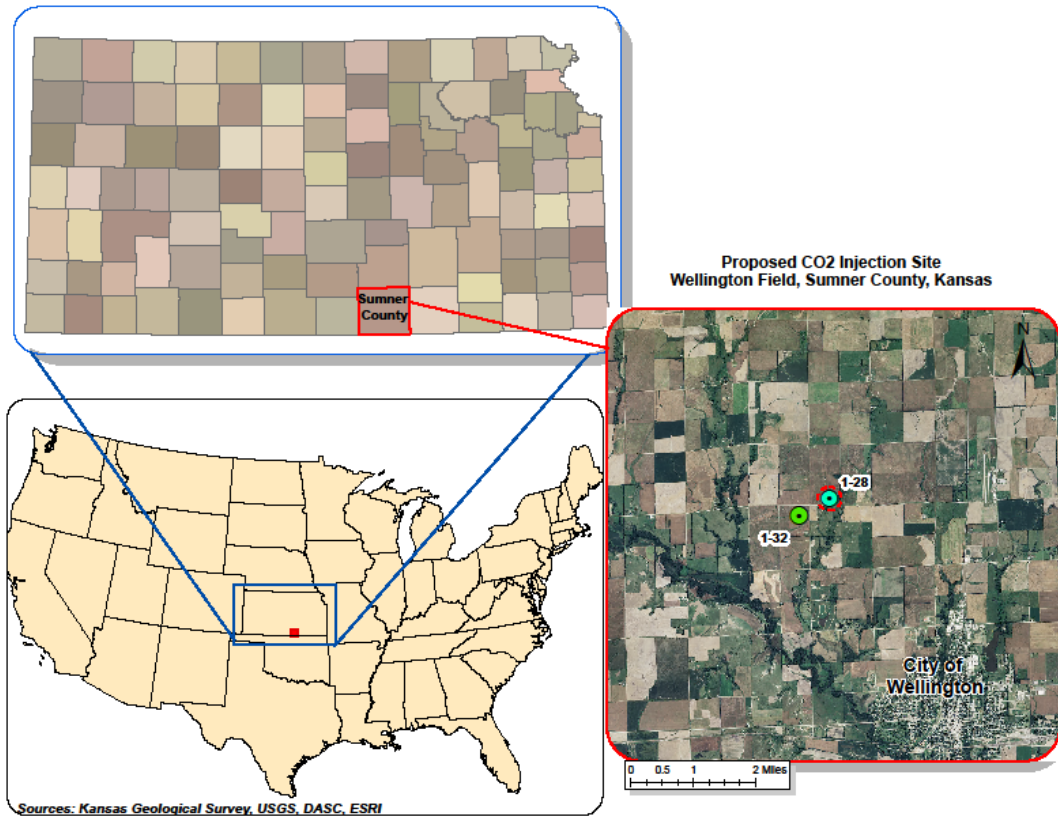 Sumner
County
Proposed CO2 Injection Site
Wellington Field, Sumner County, Kansas
N
1-28
1-32
City of
Wellington
0 0.5 1 2 Miles
Sources: Kansas Geological Survey, USGS, DASC, ESRI